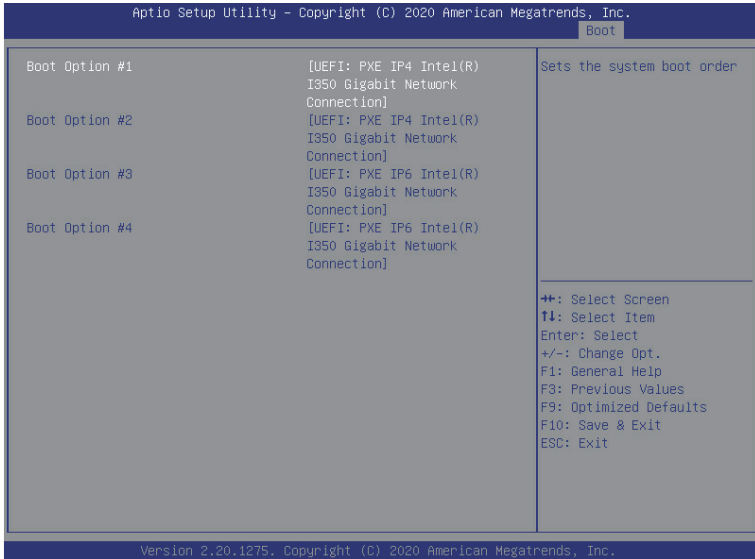 Aptio Setup Utility – Copyright (C) 2020 American Megatrends, Inc.
Boot
Boot Option #1 [UEFI: PXE IP4 Intel(R)
I350 Gigabit Network
Connection]
Boot Option #2 [UEFI: PXE IP4 Intel(R)
I350 Gigabit Network
Connection]
Boot Option #3 [UEFI: PXE IP6 Intel(R)
I350 Gigabit Network
Connection]
Boot Option #4 [UEFI: PXE IP6 Intel(R)
I350 Gigabit Network
Connection]
Sets the system boot order
→←: Select Screen
↑↓: Select Item
Enter: Select
+/-: Change Opt.
F1: General Help
F3: Previous Values
F9: Optimized Defaults
F10: Save & Exit
ESC: Exit
Version 2.20.1275. Copyright (C) 2020 American Megatrends, Inc.